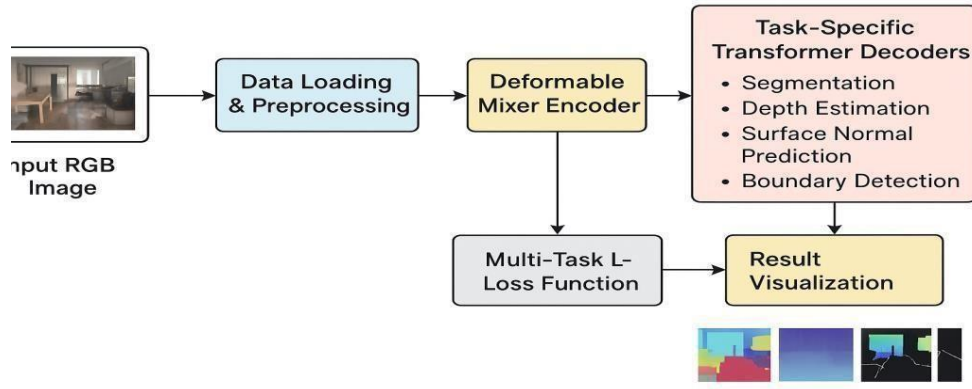 nput RGB
Image
Data Loading
& Preprocessing
Deformable
Mixer Encoder
Task-Specific
Transformer Decoders
• Segmentation
• Depth Estimation
• Surface Normal
Prediction
• Boundary Detection
Multi-Task L-
Loss Function
Result
Visualization